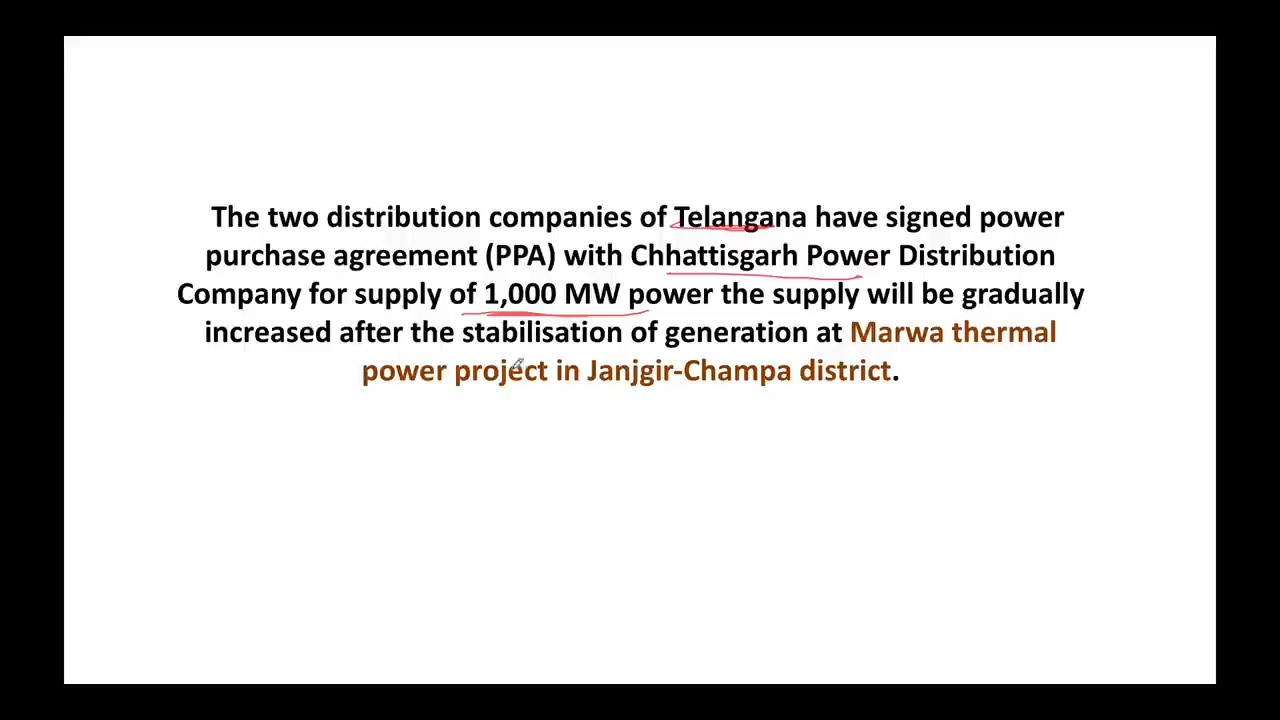 The two distribution companies of Telangana have signed power
purchase agreement (PPA) with Chhattisgarh Power Distribution
Company for supply of 1,000 MW power the supply will be gradually
increased after the stabilisation of generation at Marwa thermal
power project in Janjgir-Champa district.